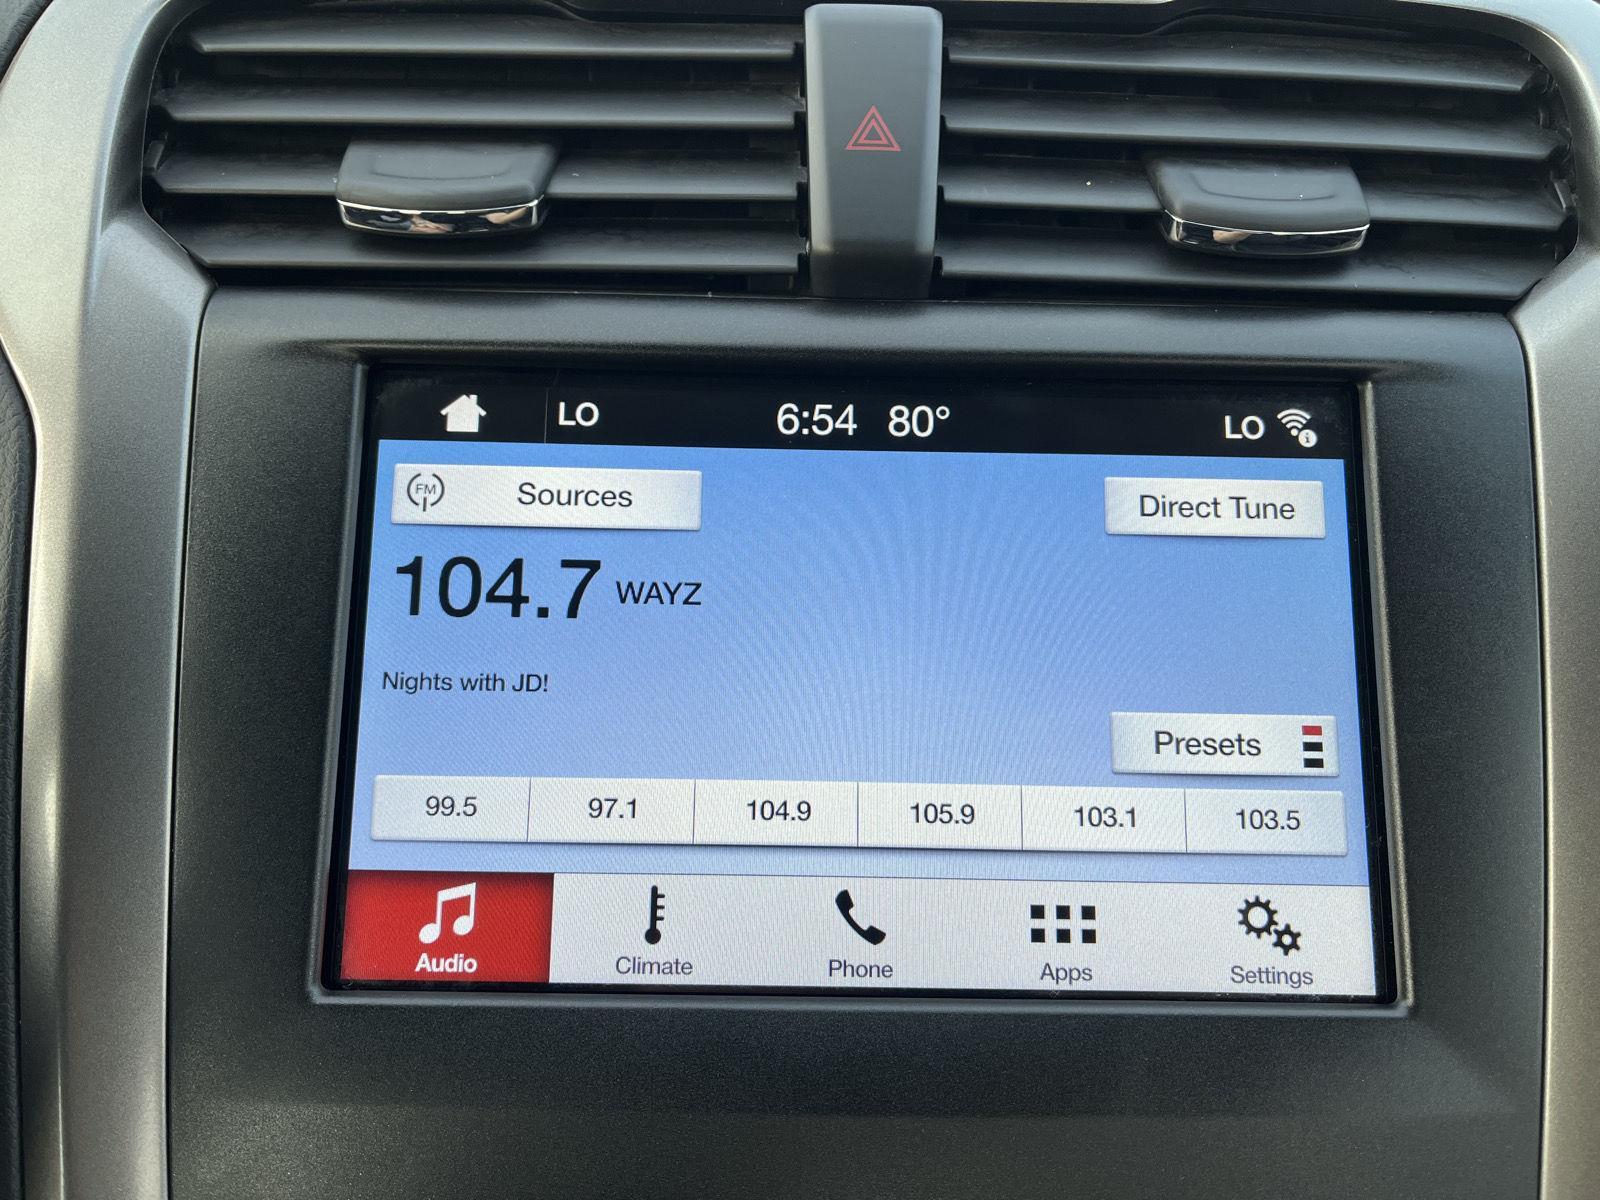 LO 6:54 80° LO
FM Sources Direct Tune
104.7 WAYZ
Nights with JD!
Presets
99.5 97.1 104.9 105.9 103.1 103.5
Audio Climate Phone Apps Settings